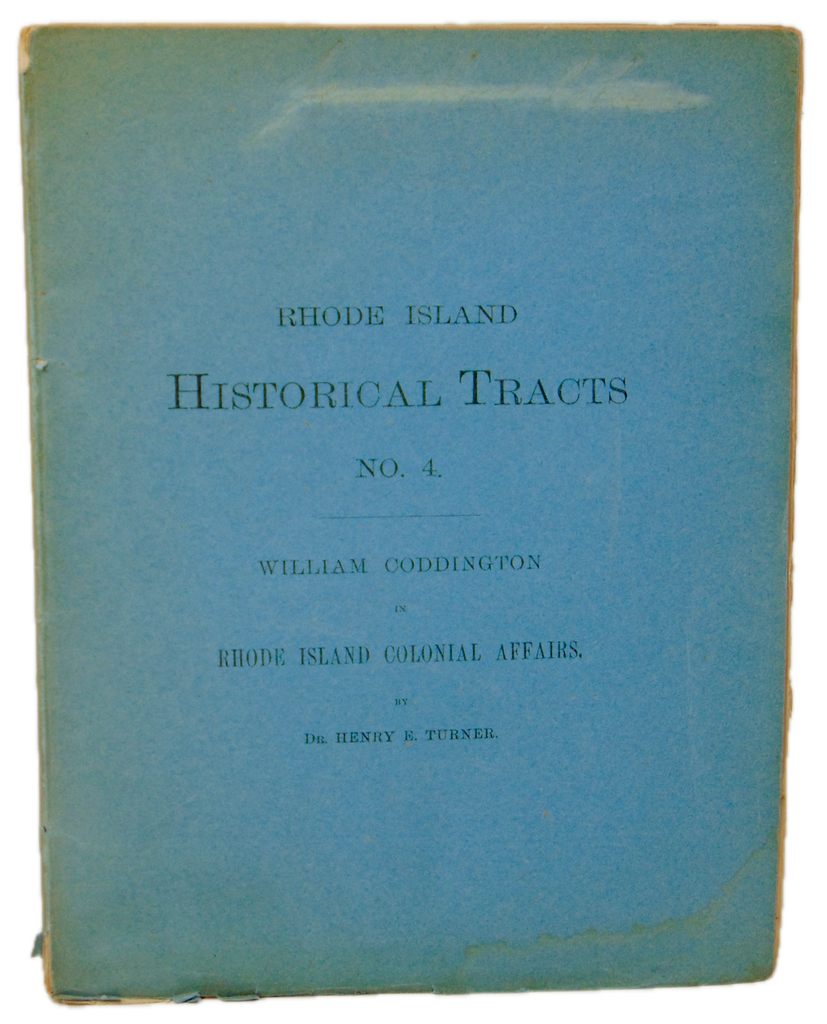 RHODE ISLAND
HISTORICAL TRACTS
NO. 4.
WILLIAM CODDINGTON
IN
RHODE ISLAND COLONIAL AFFAIRS.
BY
DR. HENRY E. TURNER.